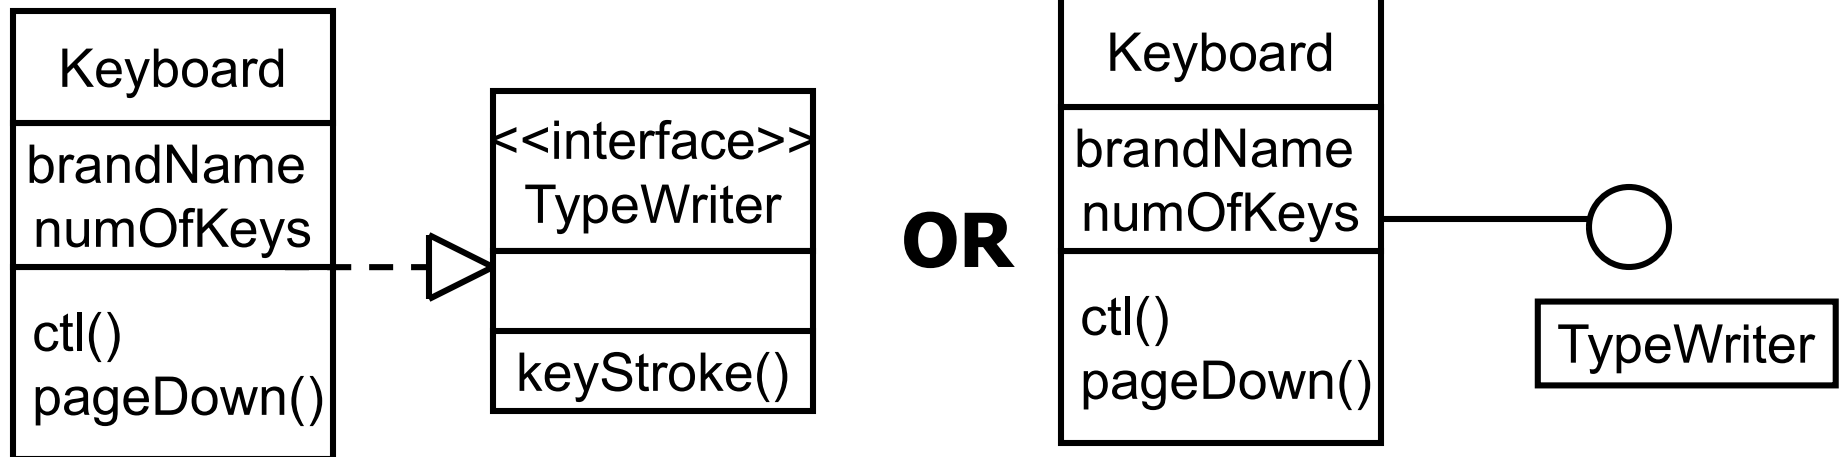 Keyboard
brandName
numOfKeys
ctl()
pageDown()
<<interface>>
TypeWriter
keyStroke()
OR
Keyboard
brandName
numOfKeys
ctl()
pageDown()
TypeWriter